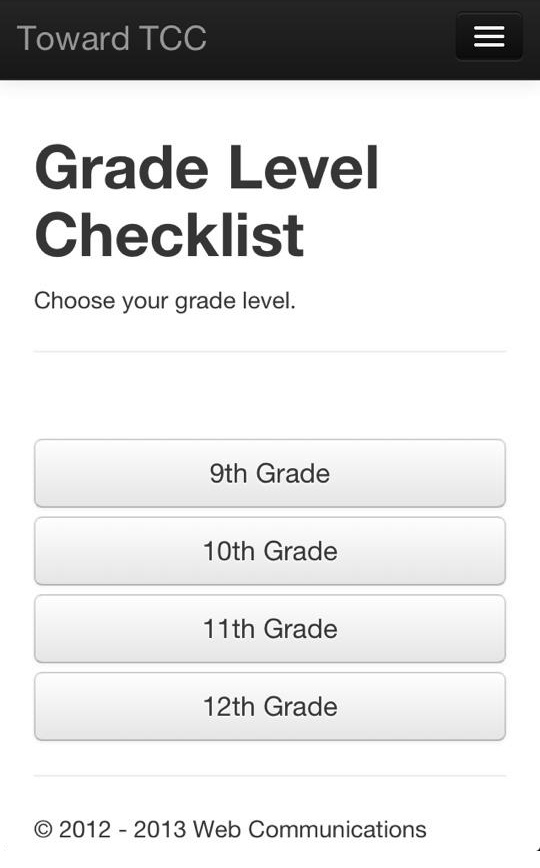 Toward TCC
Grade Level
Checklist
Choose your grade level.
9th Grade
10th Grade
11th Grade
12th Grade
© 2012 - 2013 Web Communications